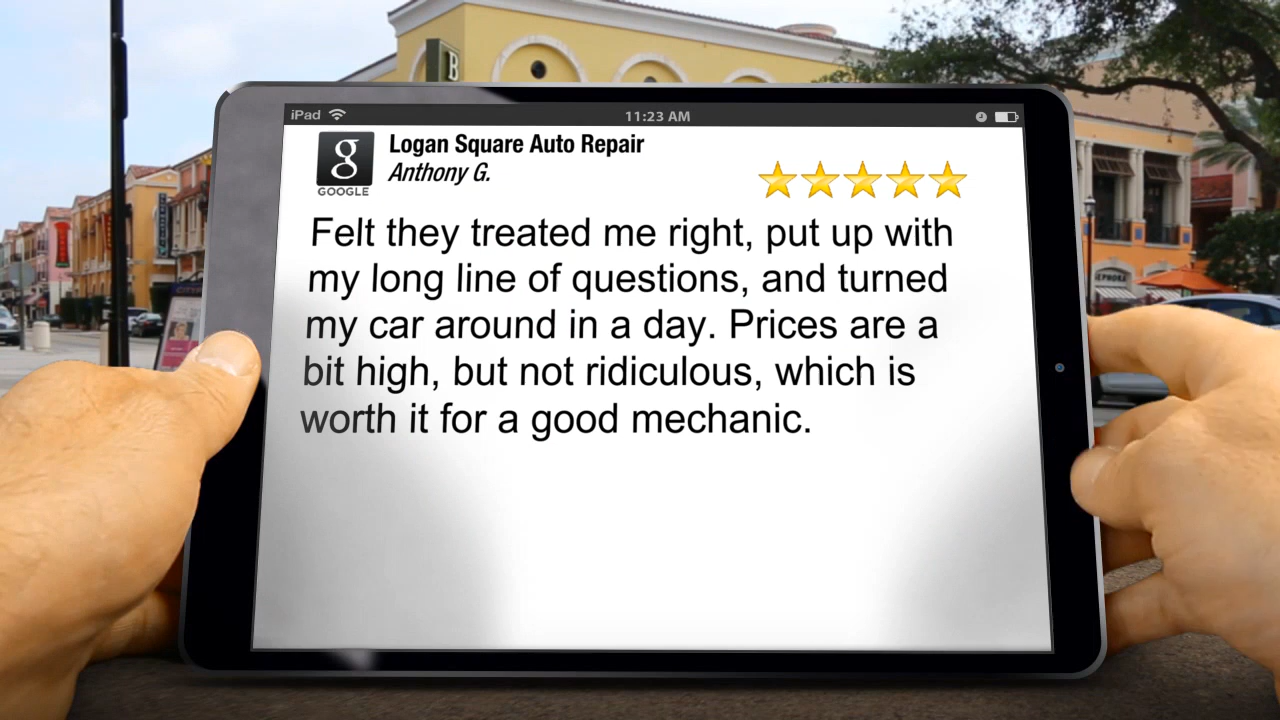 B
iPad
11:23 AM
g
GOOGLE
Logan Square Auto Repair
Anthony G.
Felt they treated me right, put up with
my long line of questions, and turned
my car around in a day. Prices are a
bit high, but not ridiculous, which is
worth it for a good mechanic.
SEPHORA